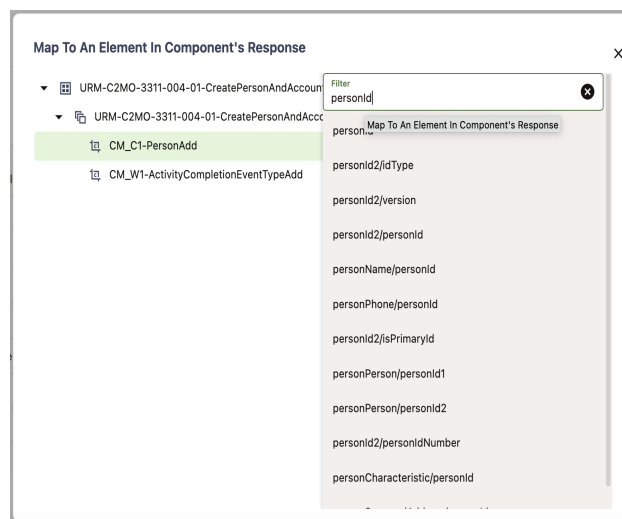 Map To An Element In Component's Response
X
URM-C2MO-3311-004-01-CreatePersonAndAccoun
URM-C2MO-3311-004-01-CreatePersonAndAcco
CM_C1-PersonAdd
CM_W1-ActivityCompletionEventTypeAdd
Filter
personId
Map To An Element In Component's Response
personId
personId2/idType
personId2/version
personId2/personId
personName/personId
personPhone/personId
personId2/isPrimaryId
personPerson/personId1
personPerson/personId2
personId2/personIdNumber
personCharacteristic/personId